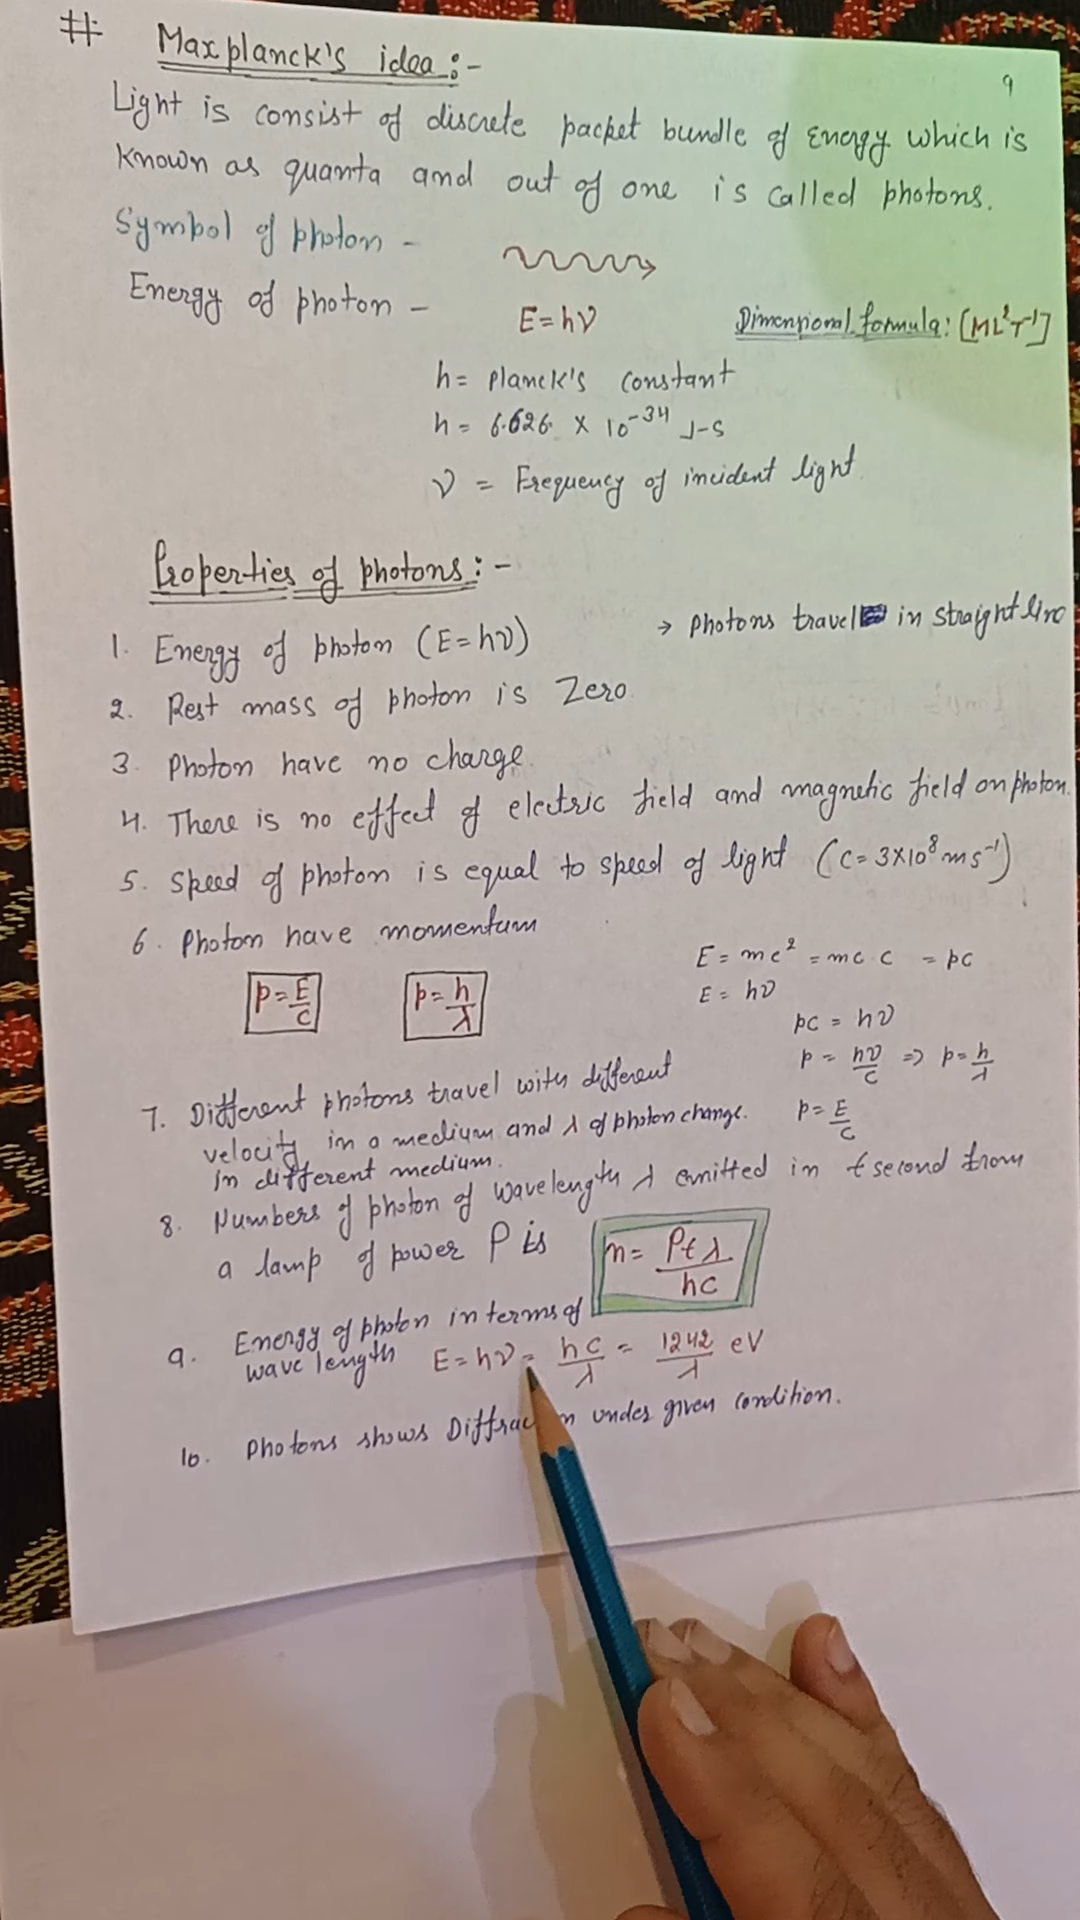 # Maxplanck's idea :-
9
Light is consist of discrete packet bundle of Energy which is
known as quanta and out of one is called photons.
Symbol of photon -
Energy of photon - E = hν Dimensional formula: [ML²T⁻¹]
h = planck's constant
h = 6.626 × 10⁻³⁴ J-S
ν = Frequency of incident light
Properties of photons :-
→ photons travel in straight line
1. Energy of photon (E = hν)
2. Rest mass of photon is Zero.
3. Photon have no charge.
4. There is no effect of electric field and magnetic field on photon.
5. Speed of photon is equal to speed of light (C = 3×10⁸ ms⁻¹)
6. Photon have momentum
p = E/C p = h/λ
E = mc² = mc.c = pc
E = hν
pc = hν
p = hν/c ⇒ p = h/λ
p = E/C
7. Different photons travel with different
velocity in a medium and λ of photon change.
in different medium.
8. Numbers of photon of wavelength λ emitted in t second from
a lamp of power P is n = Ptλ/hc
9. Energy of photon in terms of
wave length E = hν = hc/λ = 1242/λ eV
10. Photons shows under given condition.